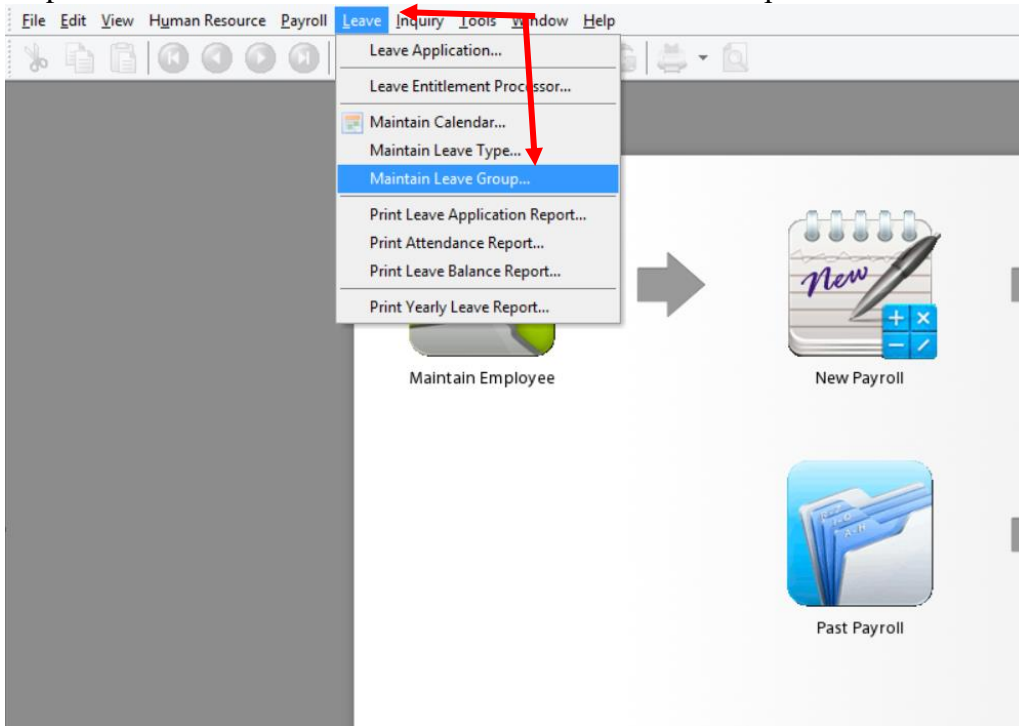 File Edit View Human Resource Payroll Leave Inquiry Tools Window Help
Leave Application...
Leave Entitlement Processor...
Maintain Calendar...
Maintain Leave Type...
Maintain Leave Group...
Print Leave Application Report...
Print Attendance Report...
Print Leave Balance Report...
Print Yearly Leave Report...
New
Maintain Employee
New Payroll
A-H
Past Payroll